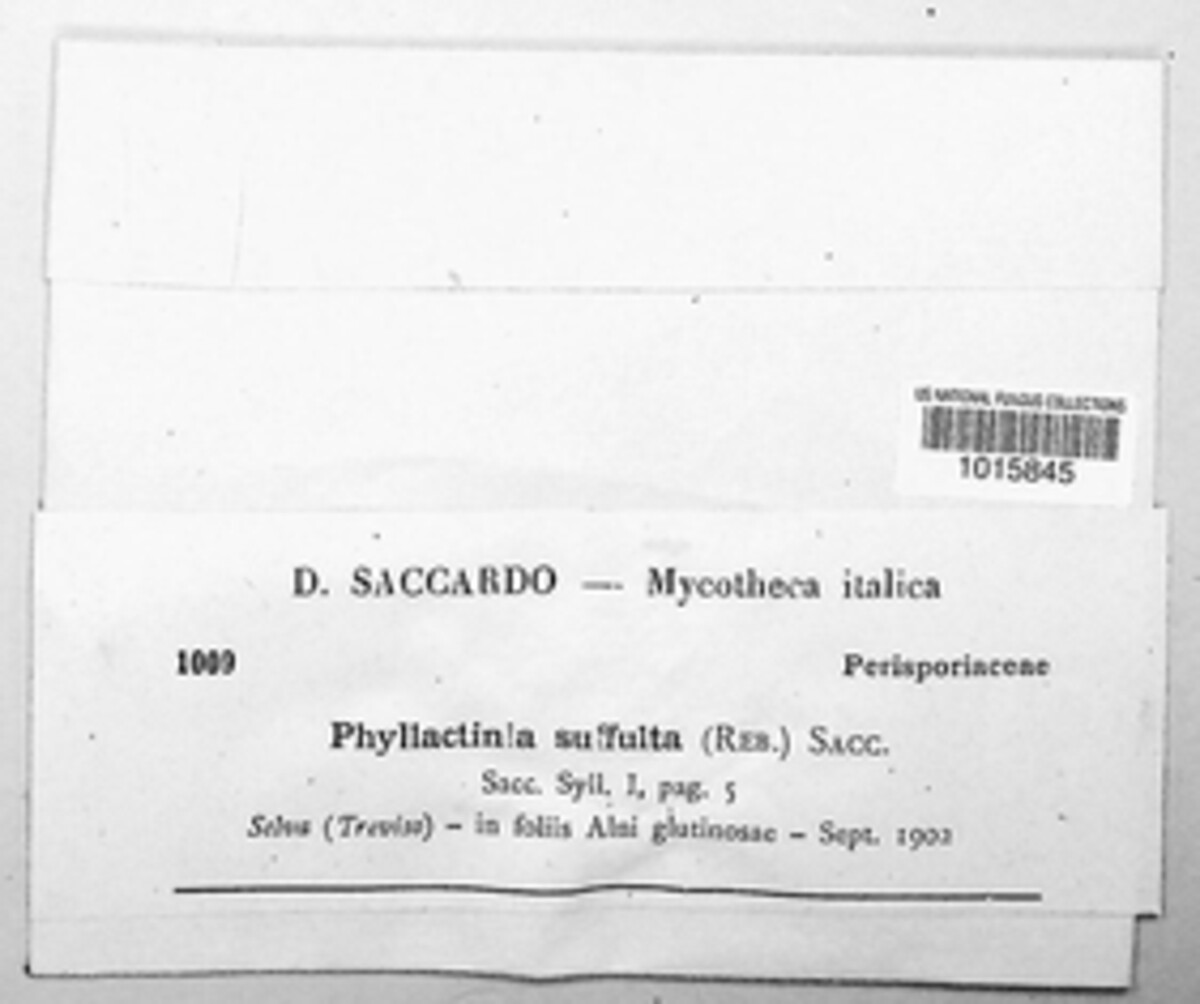 US NATIONAL FUNGUS COLLECTIONS
1015845
D. SACCARDO — Mycotheca italica
1009
Perisporiaceae
Phyllactinia suffulta (Reb.) Sacc.
Sacc. Syll. I, pag. 5
Selva (Treviso) – in foliis Alni glutinosae – Sept. 1902